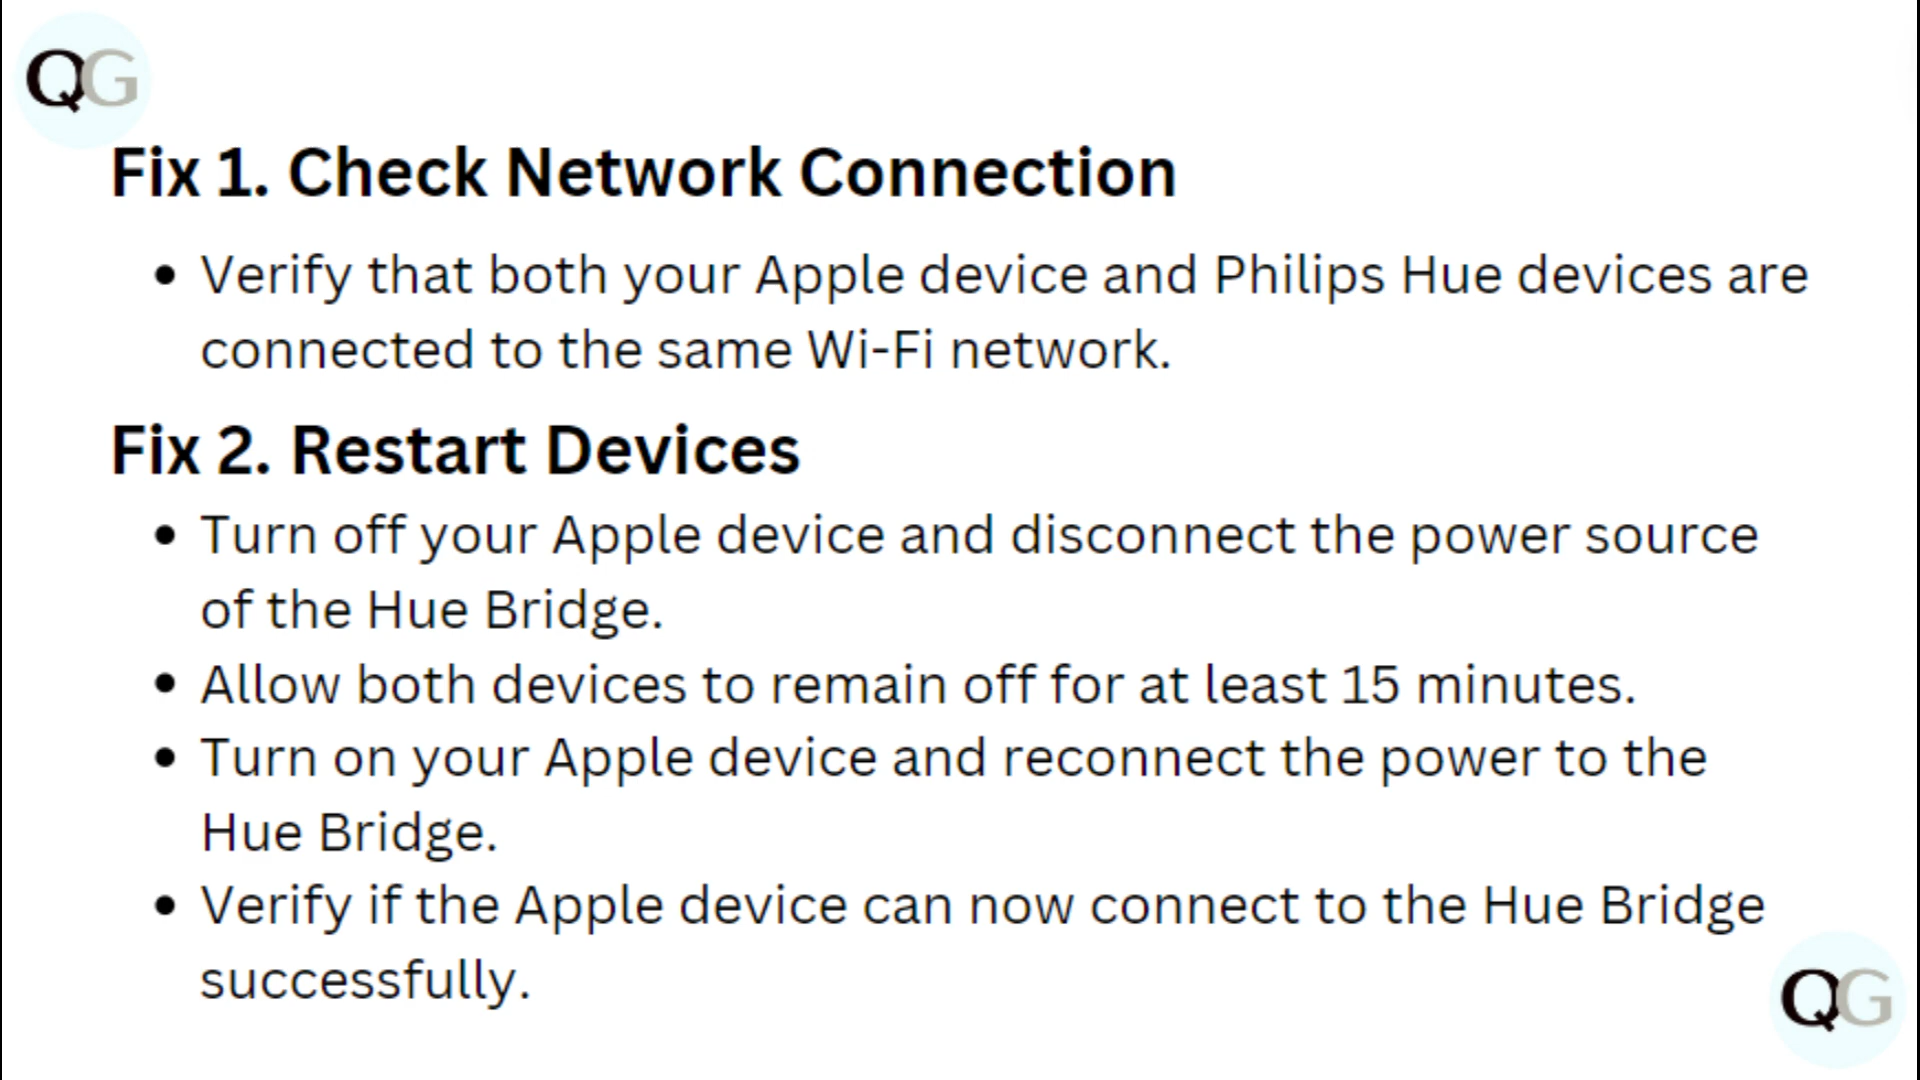 QG
Fix 1. Check Network Connection
• Verify that both your Apple device and Philips Hue devices are
connected to the same Wi-Fi network.
Fix 2. Restart Devices
• Turn off your Apple device and disconnect the power source
of the Hue Bridge.
• Allow both devices to remain off for at least 15 minutes.
• Turn on your Apple device and reconnect the power to the
Hue Bridge.
• Verify if the Apple device can now connect to the Hue Bridge
successfully.
QG